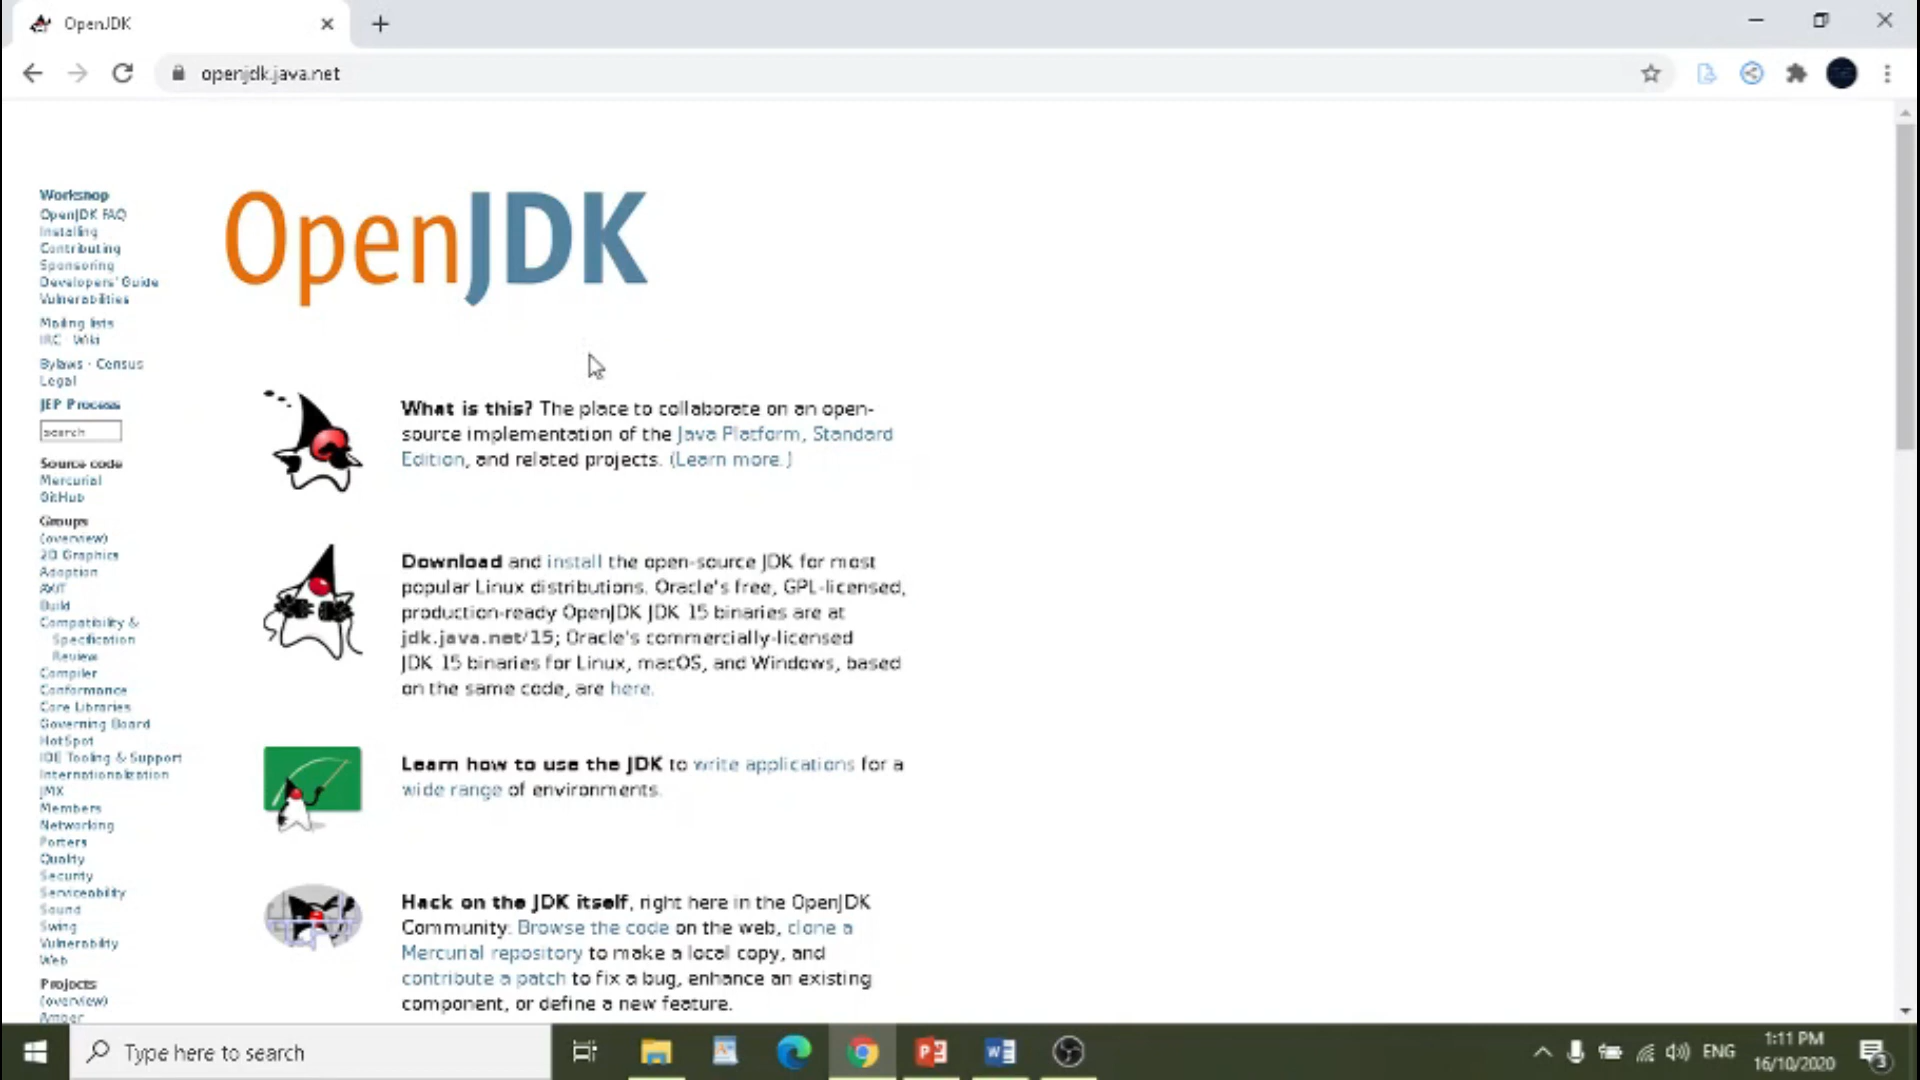 OpenJDK
openjdk.java.net
Workshop
OpenJDK FAQ
Installing
Contributing
Sponsoring
Developers' Guide
Vulnerabilities
Mailing lists
IRC · Wiki
Bylaws · Census
Legal
JEP Process
search
Source code
Mercurial
GitHub
Groups
(overview)
2D Graphics
Adoption
AWT
Build
Compatibility &
Specification
Review
Compiler
Conformance
Core Libraries
Governing Board
HotSpot
IDE Tooling & Support
Internationalization
JMX
Members
Networking
Porters
Quality
Security
Serviceability
Sound
Swing
Vulnerability
Web
Projects
(overview)
Amber
OpenJDK
What is this? The place to collaborate on an open-
source implementation of the Java Platform, Standard
Edition, and related projects. (Learn more.)
Download and install the open-source JDK for most
popular Linux distributions. Oracle's free, GPL-licensed,
production-ready OpenJDK JDK 15 binaries are at
jdk.java.net/15; Oracle's commercially-licensed
JDK 15 binaries for Linux, macOS, and Windows, based
on the same code, are here.
Learn how to use the JDK to write applications for a
wide range of environments.
Hack on the JDK itself, right here in the OpenJDK
Community: Browse the code on the web, clone a
Mercurial repository to make a local copy, and
contribute a patch to fix a bug, enhance an existing
component, or define a new feature.
Type here to search
ENG
1:11 PM
16/10/2020
3